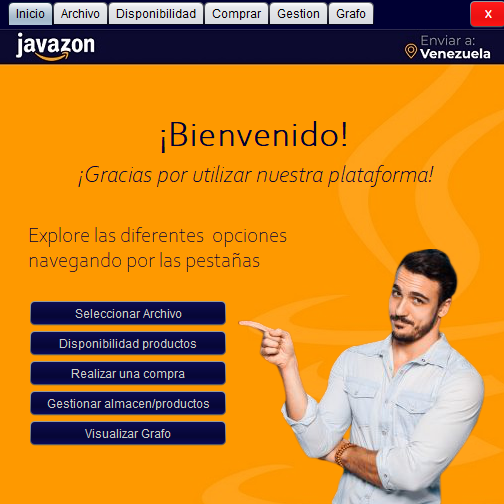 Inicio Archivo Disponibilidad Comprar Gestion Grafo x
javazon
Enviar a:
Venezuela
¡Bienvenido!
¡Gracias por utilizar nuestra plataforma!
Explore las diferentes opciones
navegando por las pestañas
Seleccionar Archivo
Disponibilidad productos
Realizar una compra
Gestionar almacen/productos
Visualizar Grafo